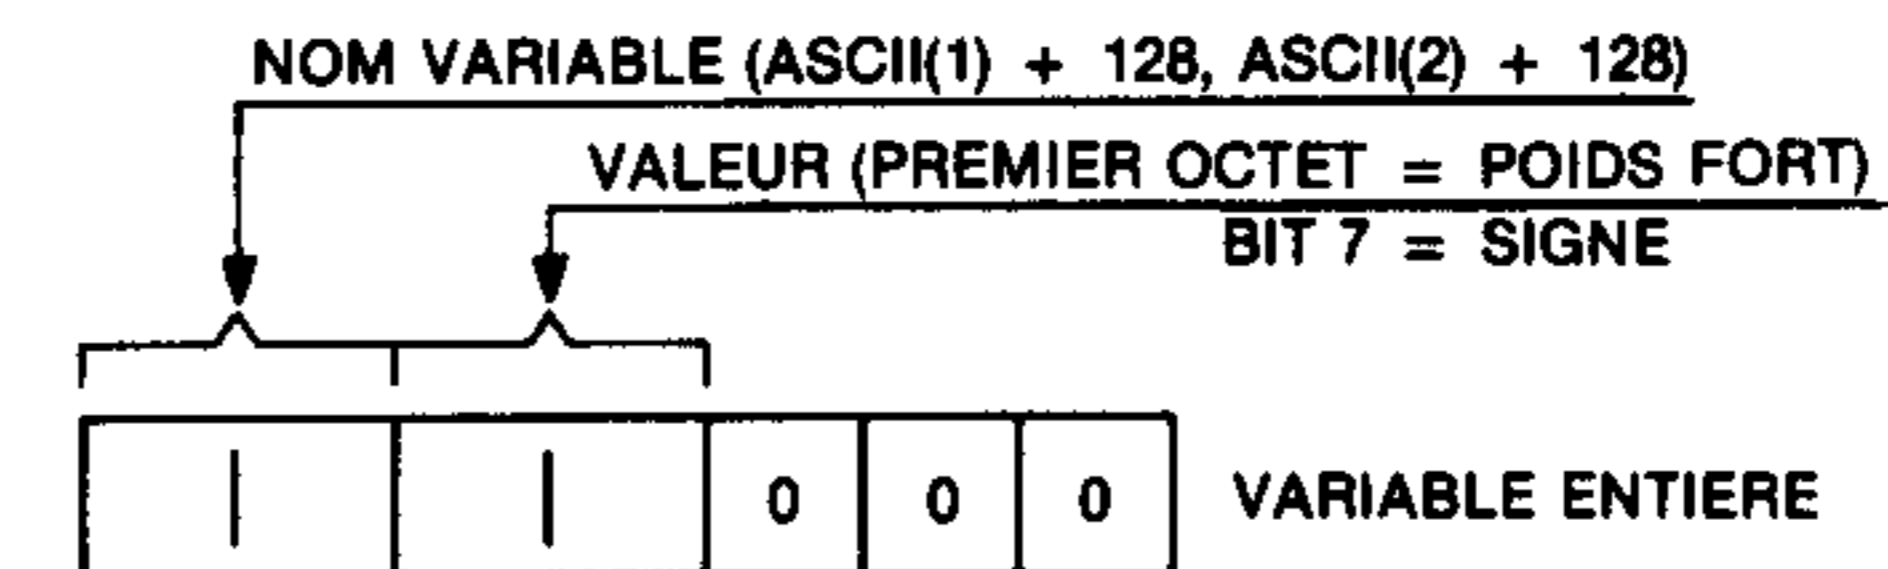 NOM VARIABLE (ASCII(1) + 128, ASCII(2) + 128)
VALEUR (PREMIER OCTET = POIDS FORT)
BIT 7 = SIGNE
0 0 0 VARIABLE ENTIERE